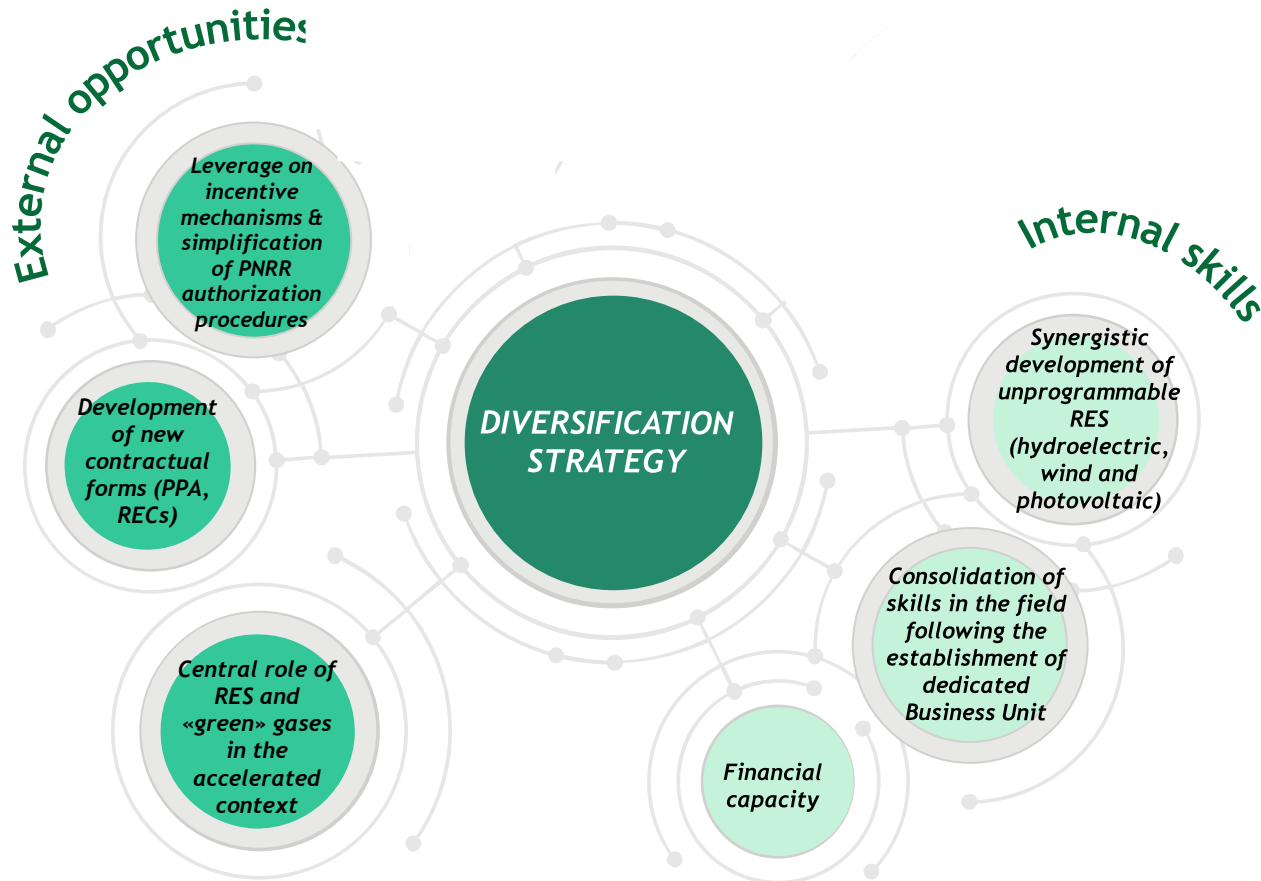 External opportunities
Leverage on
incentive
mechanisms &
simplification
of PNRR
authorization
procedures
Development
of new
contractual
forms (PPA,
RECs)
Central role of
RES and
«green» gases
in the
accelerated
context
DIVERSIFICATION
STRATEGY
Internal skills
Synergistic
development of
unprogrammable
RES
(hydroelectric,
wind and
photovoltaic)
Consolidation of
skills in the field
following the
establishment of
dedicated
Business Unit
Financial
capacity